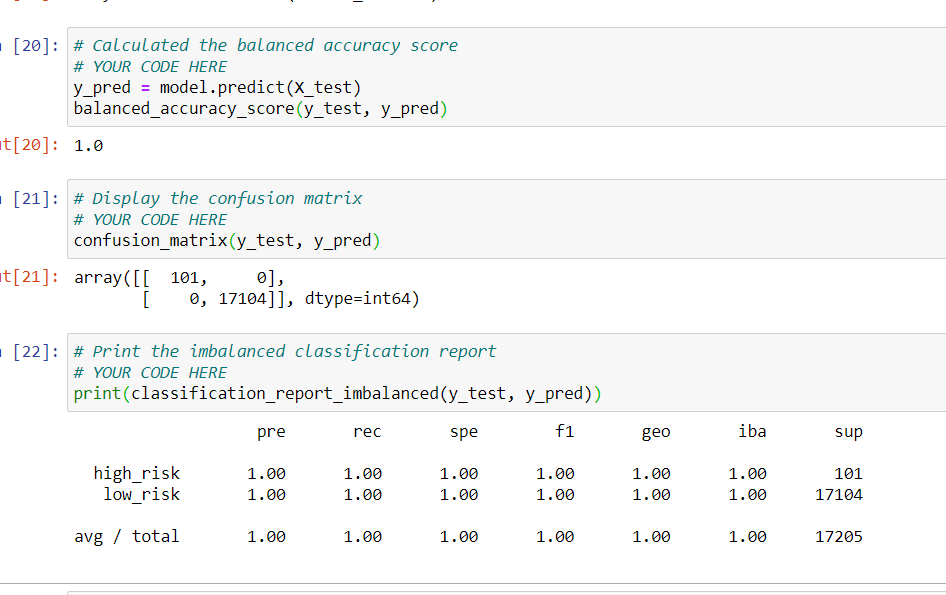 [20]: # Calculated the balanced accuracy score
# YOUR CODE HERE
y_pred = model.predict(X_test)
balanced_accuracy_score(y_test, y_pred)
t[20]: 1.0
[21]: # Display the confusion matrix
# YOUR CODE HERE
confusion_matrix(y_test, y_pred)
t[21]: array([[ 101, 0],
[ 0, 17104]], dtype=int64)
[22]: # Print the imbalanced classification report
# YOUR CODE HERE
print(classification_report_imbalanced(y_test, y_pred))
pre rec spe f1 geo iba sup
high_risk 1.00 1.00 1.00 1.00 1.00 1.00 101
low_risk 1.00 1.00 1.00 1.00 1.00 1.00 17104
avg / total 1.00 1.00 1.00 1.00 1.00 1.00 17205